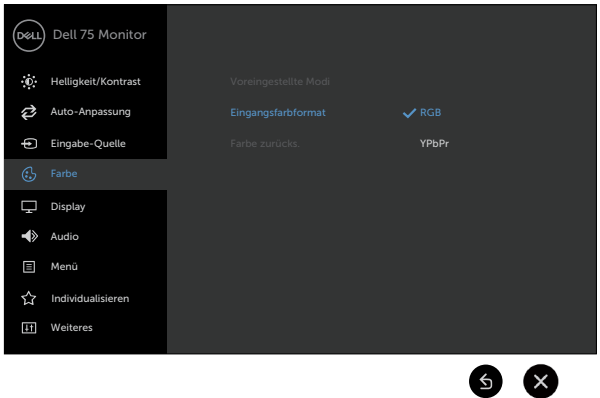 DELL Dell 75 Monitor
Helligkeit/Kontrast
Auto-Anpassung
Eingabe-Quelle
Farbe
Display
Audio
Menü
Individualisieren
Weiteres
Voreingestellte Modi
Eingangsfarbformat
Farbe zurücks.
RGB
YPbPr